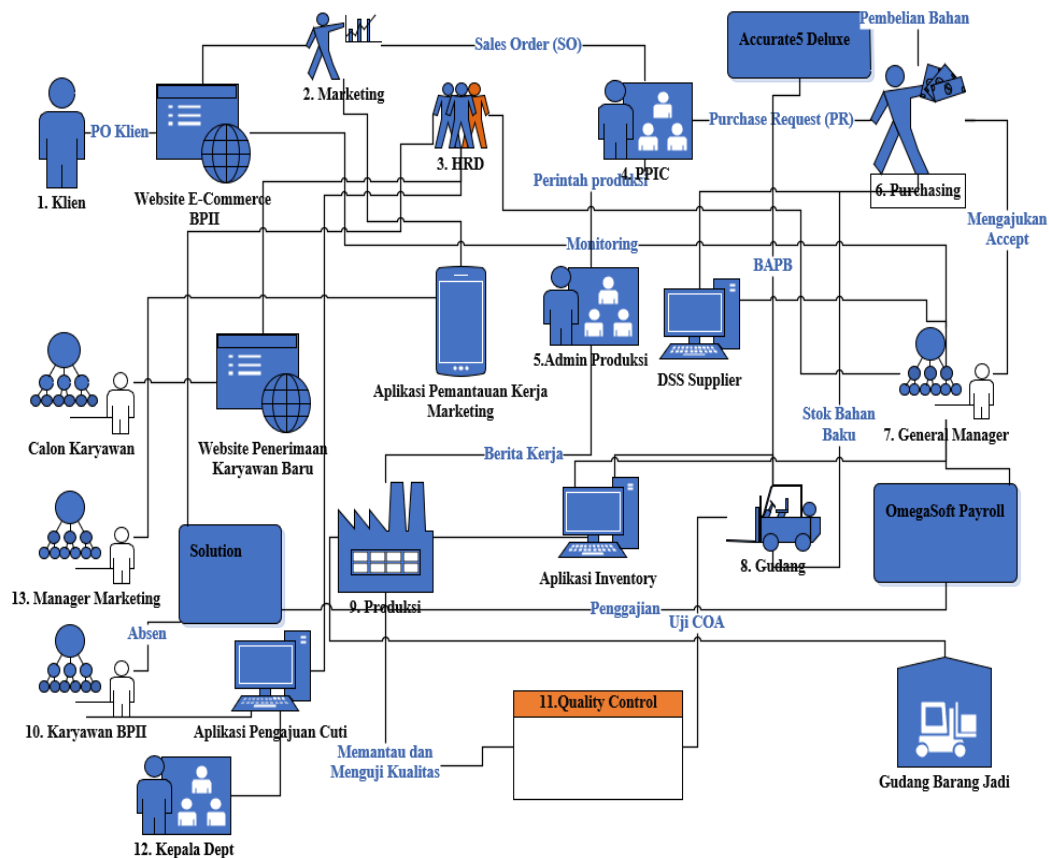 Pembelian Bahan
Sales Order (SO)
Accurate5 Deluxe
2. Marketing
PO Klien
Purchase Request (PR)
3. HRD
4. PPIC
1. Klien
Website E-Commerce
BPII
Perintah produksi
6. Purchasing
Mengajukan
Accept
Monitoring
BAPB
5.Admin Produksi
DSS Supplier
Aplikasi Pemantauan Kerja
Marketing
Stok Bahan
Baku
7. General Manager
Calon Karyawan
Website Penerimaan
Karyawan Baru
Berita Kerja
OmegaSoft Payroll
Solution
Aplikasi Inventory
8. Gudang
13. Manager Marketing
9. Produksi
Penggajian
Uji COA
Absen
11.Quality Control
10. Karyawan BPII
Aplikasi Pengajuan Cuti
Memantau dan
Menguji Kualitas
Gudang Barang Jadi
12. Kepala Dept